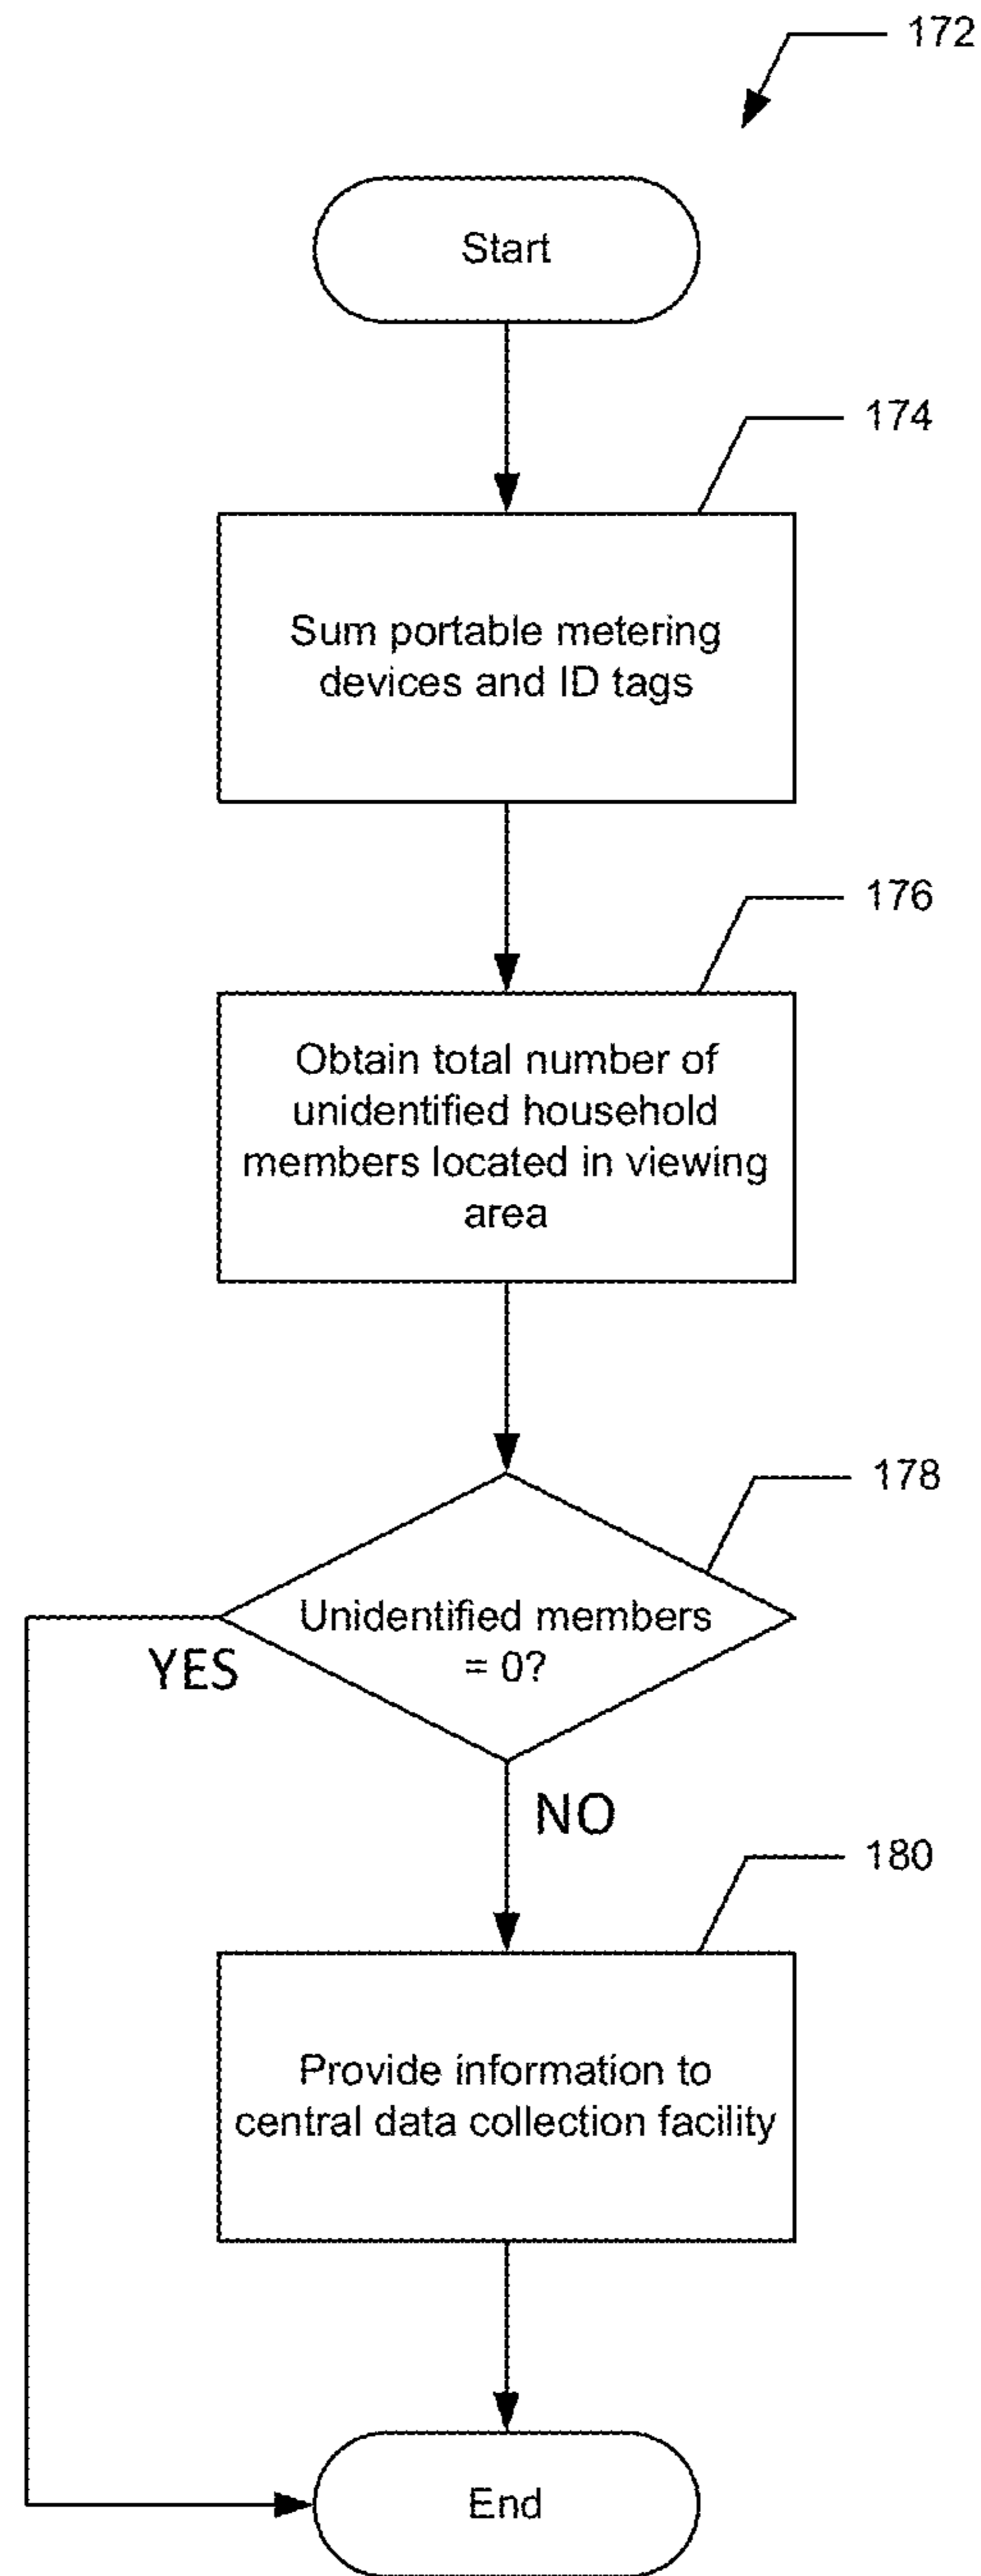 172
Start
174
Sum portable metering
devices and ID tags
176
Obtain total number of
unidentified household
members located in viewing
area
178
Unidentified members
= 0?
YES
NO
180
Provide information to
central data collection facility
End